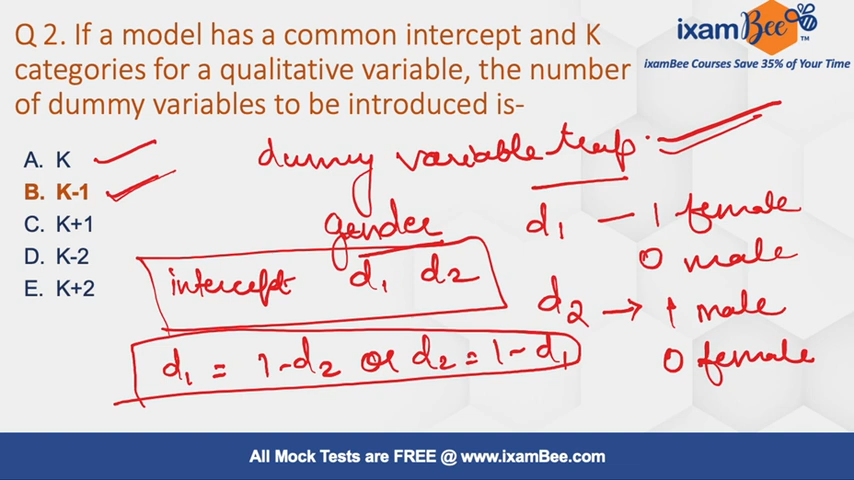 Q 2. If a model has a common intercept and K
categories for a qualitative variable, the number
of dummy variables to be introduced is-
ixamBee™
ixamBee Courses Save 35% of Your Time
A. K
B. K-1
C. K+1
D. K-2
E. K+2
dummy variable trap.
gender
intercept d1 d2
d1 — 1 female
0 male
d2 → 1 male
0 female
d1 = 1-d2 or d2 = 1-d1
All Mock Tests are FREE @ www.ixamBee.com